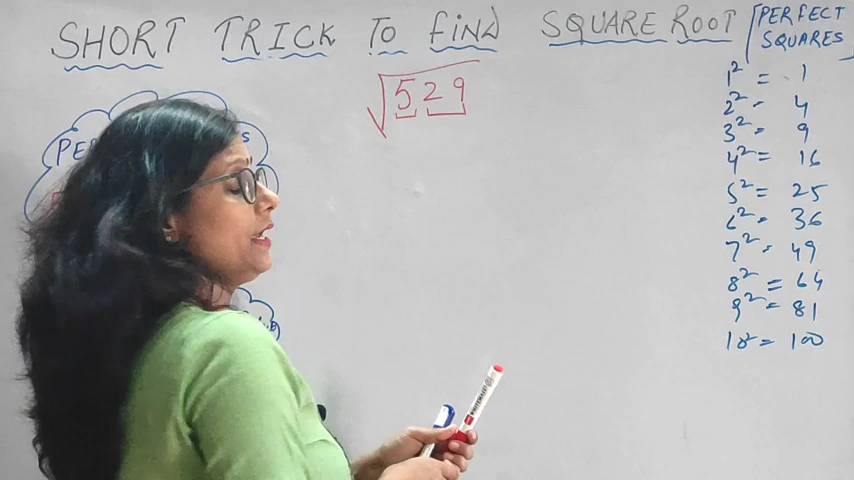 SHORT TRICK TO FIND SQUARE ROOT
PERFECT
SQUARES
√529
1² = 1
2² = 4
3² = 9
4² = 16
5² = 25
6² = 36
7² = 49
8² = 64
9² = 81
10² = 100